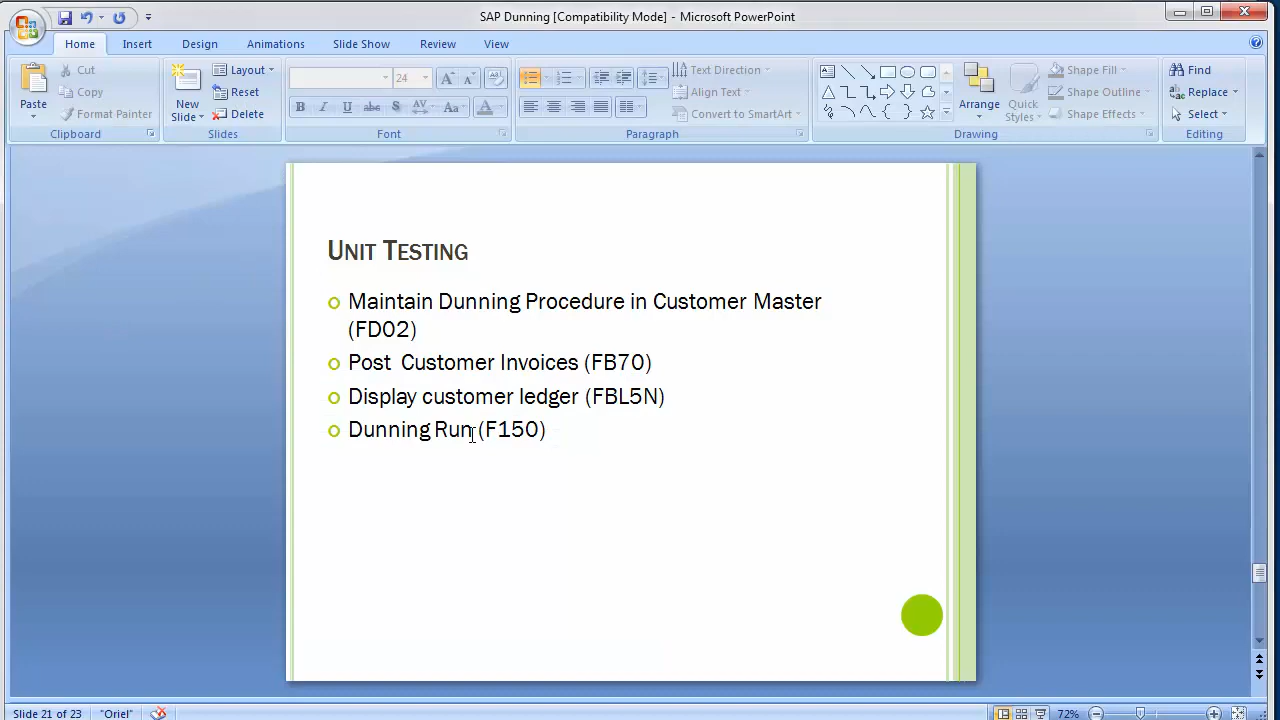 SAP Dunning [Compatibility Mode] - Microsoft PowerPoint
Home Insert Design Animations Slide Show Review View
Paste
Cut
Copy
Format Painter
Clipboard
New Slide
Layout
Reset
Delete
Slides
24
B I U abc S AV Aa A
Font
Text Direction
Align Text
Convert to SmartArt
Paragraph
Arrange
Quick Styles
Shape Fill
Shape Outline
Shape Effects
Drawing
Find
Replace
Select
Editing
UNIT TESTING
Maintain Dunning Procedure in Customer Master
(FD02)
Post Customer Invoices (FB70)
Display customer ledger (FBL5N)
Dunning Run (F150)
Slide 21 of 23 "Oriel" 72%